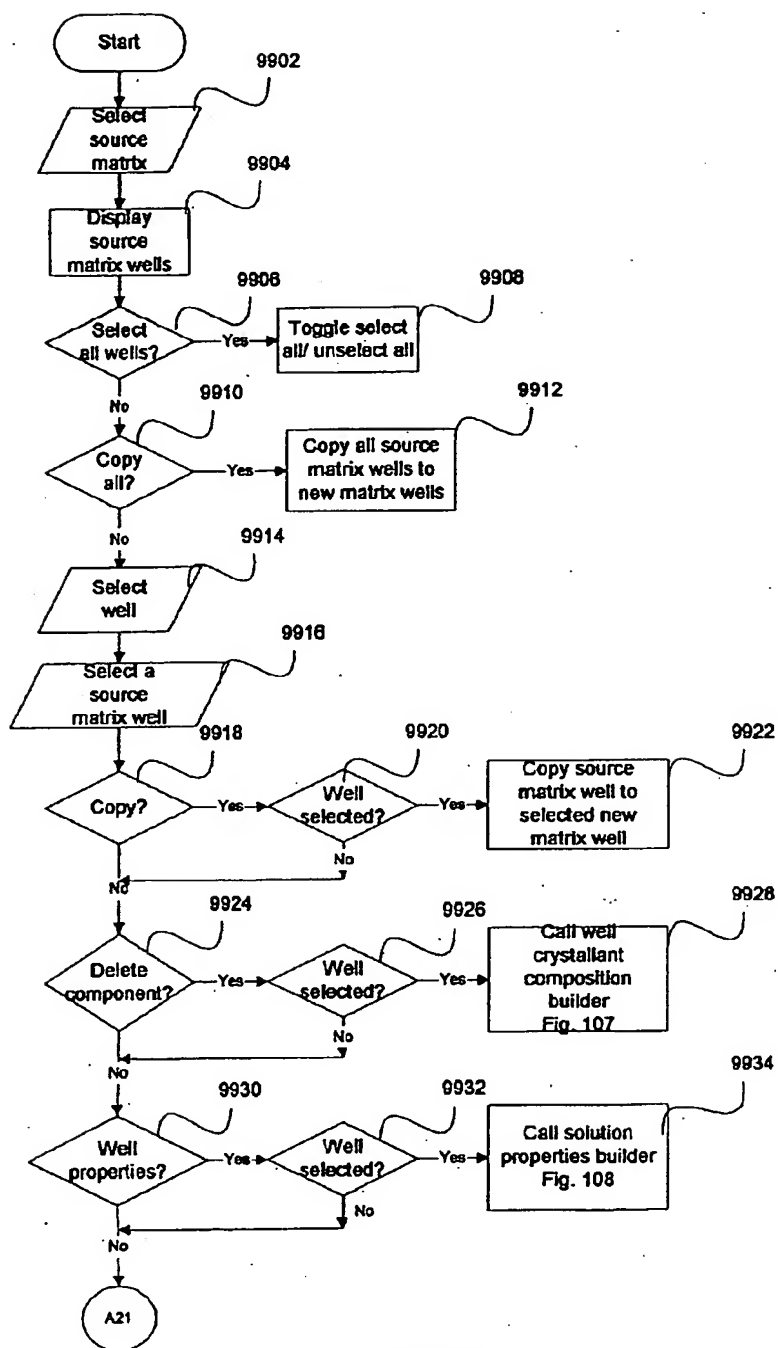 Start
9902
Select
source
matrix
9904
Display
source
matrix wells
9906
9908
Select
all wells?
Yes
Toggle select
all/ unselect all
No
9910
9912
Copy
all?
Yes
Copy all source
matrix wells to
new matrix wells
No
9914
Select
well
9916
Select a
source
matrix well
9918
9920
9922
Copy?
Yes
Well
selected?
Yes
Copy source
matrix well to
selected new
matrix well
No
No
9924
9926
9928
Delete
component?
Yes
Well
selected?
Yes
Call well
crystallant
composition
builder
Fig. 107
No
No
9930
9932
9934
Well
properties?
Yes
Well
selected?
Yes
Call solution
properties builder
Fig. 108
No
No
A21